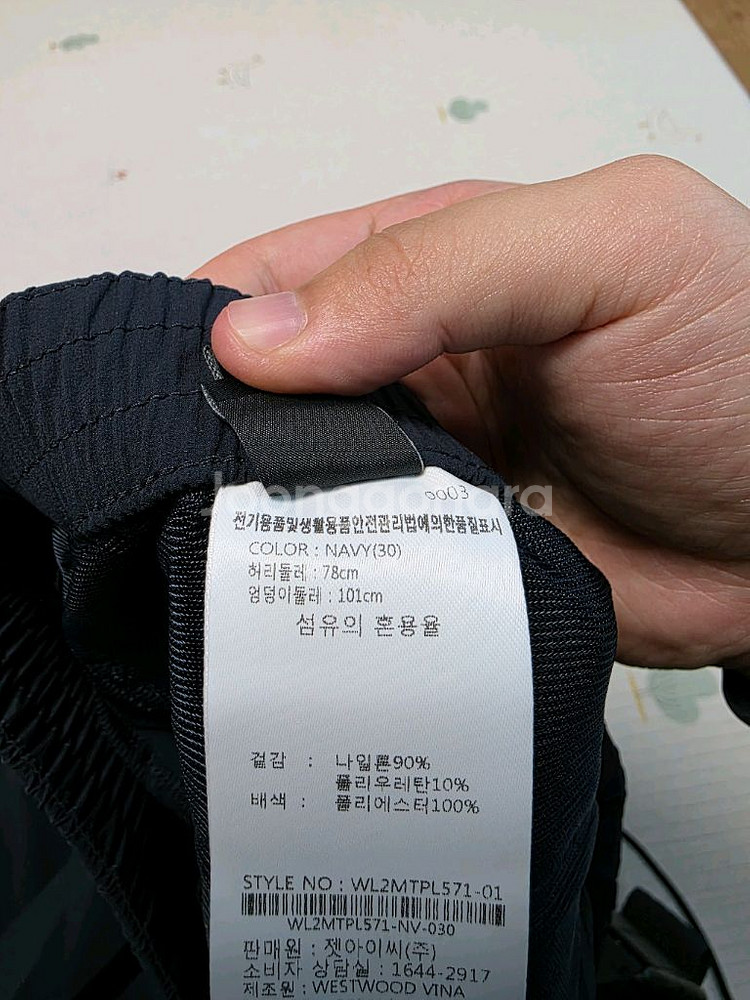 Joonggonara
6003
전기용품및생활용품안전관리법에의한품질표시
COLOR : NAVY(30)
허리둘레 : 78cm
엉덩이둘레 : 101cm
섬유의 혼용율
겉감 : 나일론90%
폴리우레탄10%
배색 : 폴리에스터100%
STYLE NO : WL2MTPL571-01
WL2MTPL571-NV-030
판매원 : 젯아이씨(주)
소비자 상담실 : 1644-2917
제조원 : WESTWOOD VINA